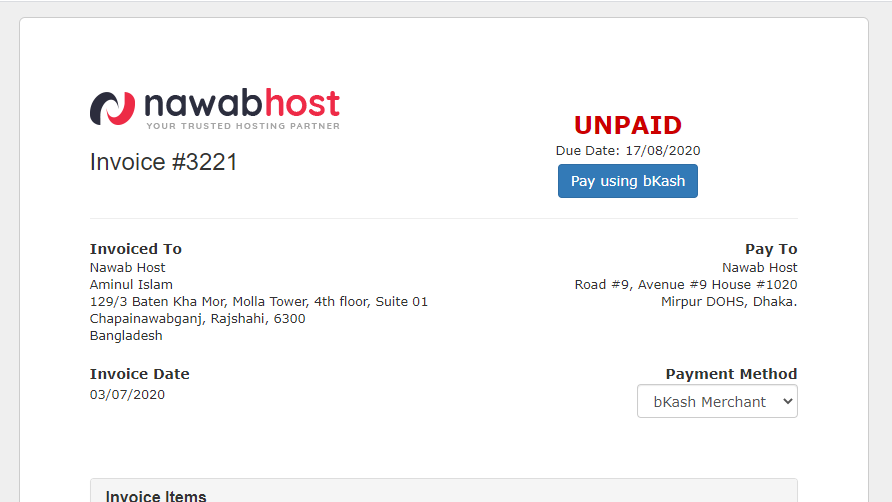 nawabhost
YOUR TRUSTED HOSTING PARTNER
Invoice #3221
UNPAID
Due Date: 17/08/2020
Pay using bKash
Invoiced To
Nawab Host
Aminul Islam
129/3 Baten Kha Mor, Molla Tower, 4th floor, Suite 01
Chapainawabganj, Rajshahi, 6300
Bangladesh
Pay To
Nawab Host
Road #9, Avenue #9 House #1020
Mirpur DOHS, Dhaka.
Invoice Date
03/07/2020
Payment Method
bKash Merchant
Invoice Items